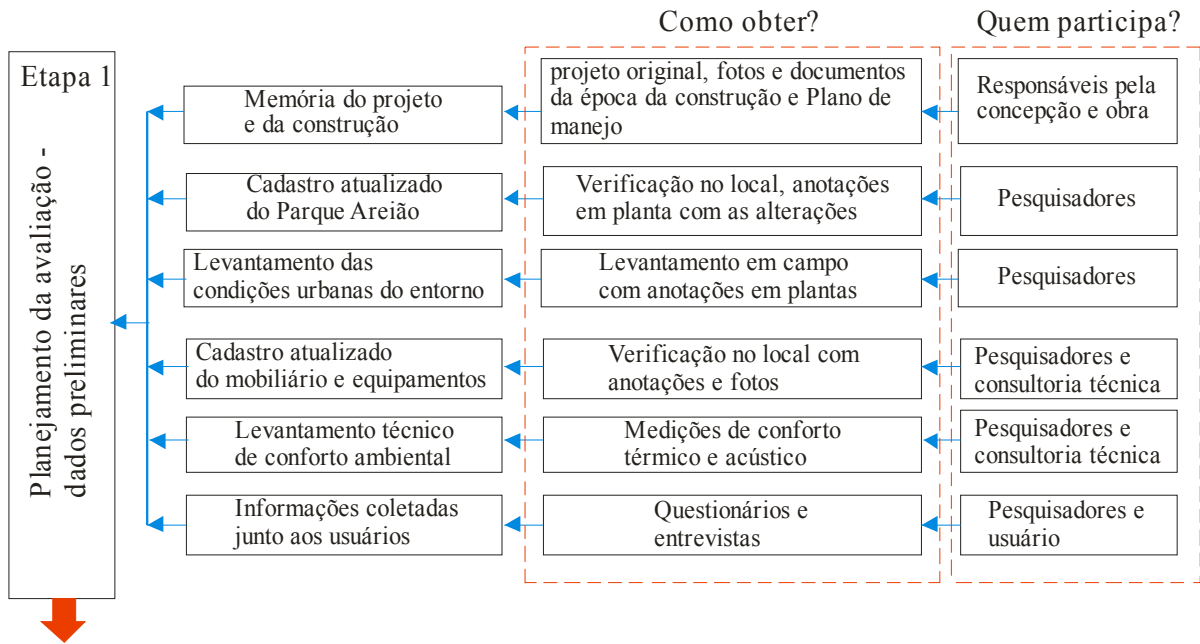 Como obter?
Quem participa?
Etapa 1
Planejamento da avaliação -
dados preliminares
Memória do projeto
e da construção
projeto original, fotos e documentos
da época da construção e Plano de
manejo
Responsáveis pela
concepção e obra
Cadastro atualizado
do Parque Areião
Verificação no local, anotações
em planta com as alterações
Pesquisadores
Levantamento das
condições urbanas do entorno
Levantamento em campo
com anotações em plantas
Pesquisadores
Cadastro atualizado
do mobiliário e equipamentos
Verificação no local com
anotações e fotos
Pesquisadores e
consultoria técnica
Levantamento técnico
de conforto ambiental
Medições de conforto
térmico e acústico
Pesquisadores e
consultoria técnica
Informações coletadas
junto aos usuários
Questionários e
entrevistas
Pesquisadores e
usuário